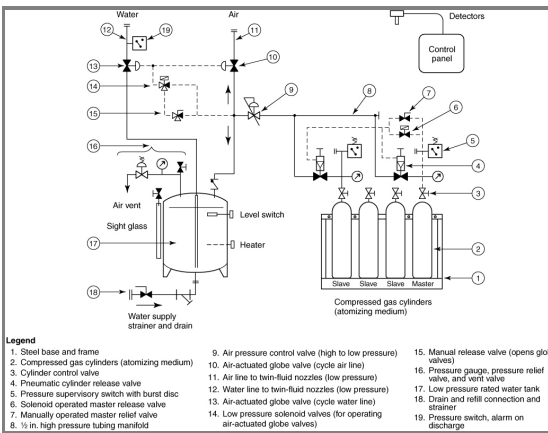 Water
Air
Detectors
12
19
11
Control
panel
13
10
14
9
8
7
15
6
5
16
4
Air vent
3
Sight glass
Level switch
17
Heater
2
1
Slave
Slave
Slave
Master
18
Compressed gas cylinders
(atomizing medium)
Water supply
strainer and drain
Legend
1. Steel base and frame
2. Compressed gas cylinders (atomizing medium)
3. Cylinder control valve
4. Pneumatic cylinder release valve
5. Pressure supervisory switch with burst disc
6. Solenoid operated master release valve
7. Manually operated master relief valve
8. ½ in. high pressure tubing manifold
9. Air pressure control valve (high to low pressure)
10. Air-actuated globe valve (cycle air line)
11. Air line to twin-fluid nozzles (low pressure)
12. Water line to twin-fluid nozzles (low pressure)
13. Air-actuated globe valve (cycle water line)
14. Low pressure solenoid valves (for operating
air-actuated globe valves)
15. Manual release valve (opens glo
valves)
16. Pressure gauge, pressure relief
valve, and vent valve
17. Low pressure rated water tank
18. Drain and refill connection and
strainer
19. Pressure switch, alarm on
discharge